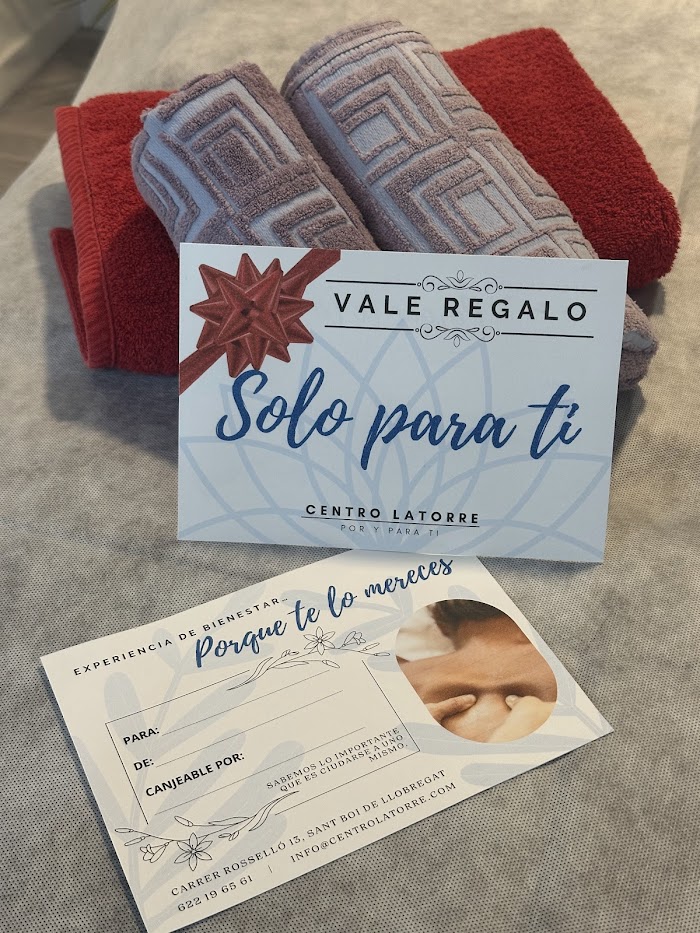 VALE REGALO
Solo para ti
CENTRO LATORRE
POR Y PARA TI
EXPERIENCIA DE BIENESTAR...
Porque te lo mereces
PARA:
DE:
CANJEABLE POR:
SABEMOS LO IMPORTANTE
QUE ES CIUDARSE A UNO
MISMO.
CARRER ROSSELLÓ 13, SANT BOI DE LLOBREGAT
622 19 65 61 | INFO@CENTROLATORRE.COM